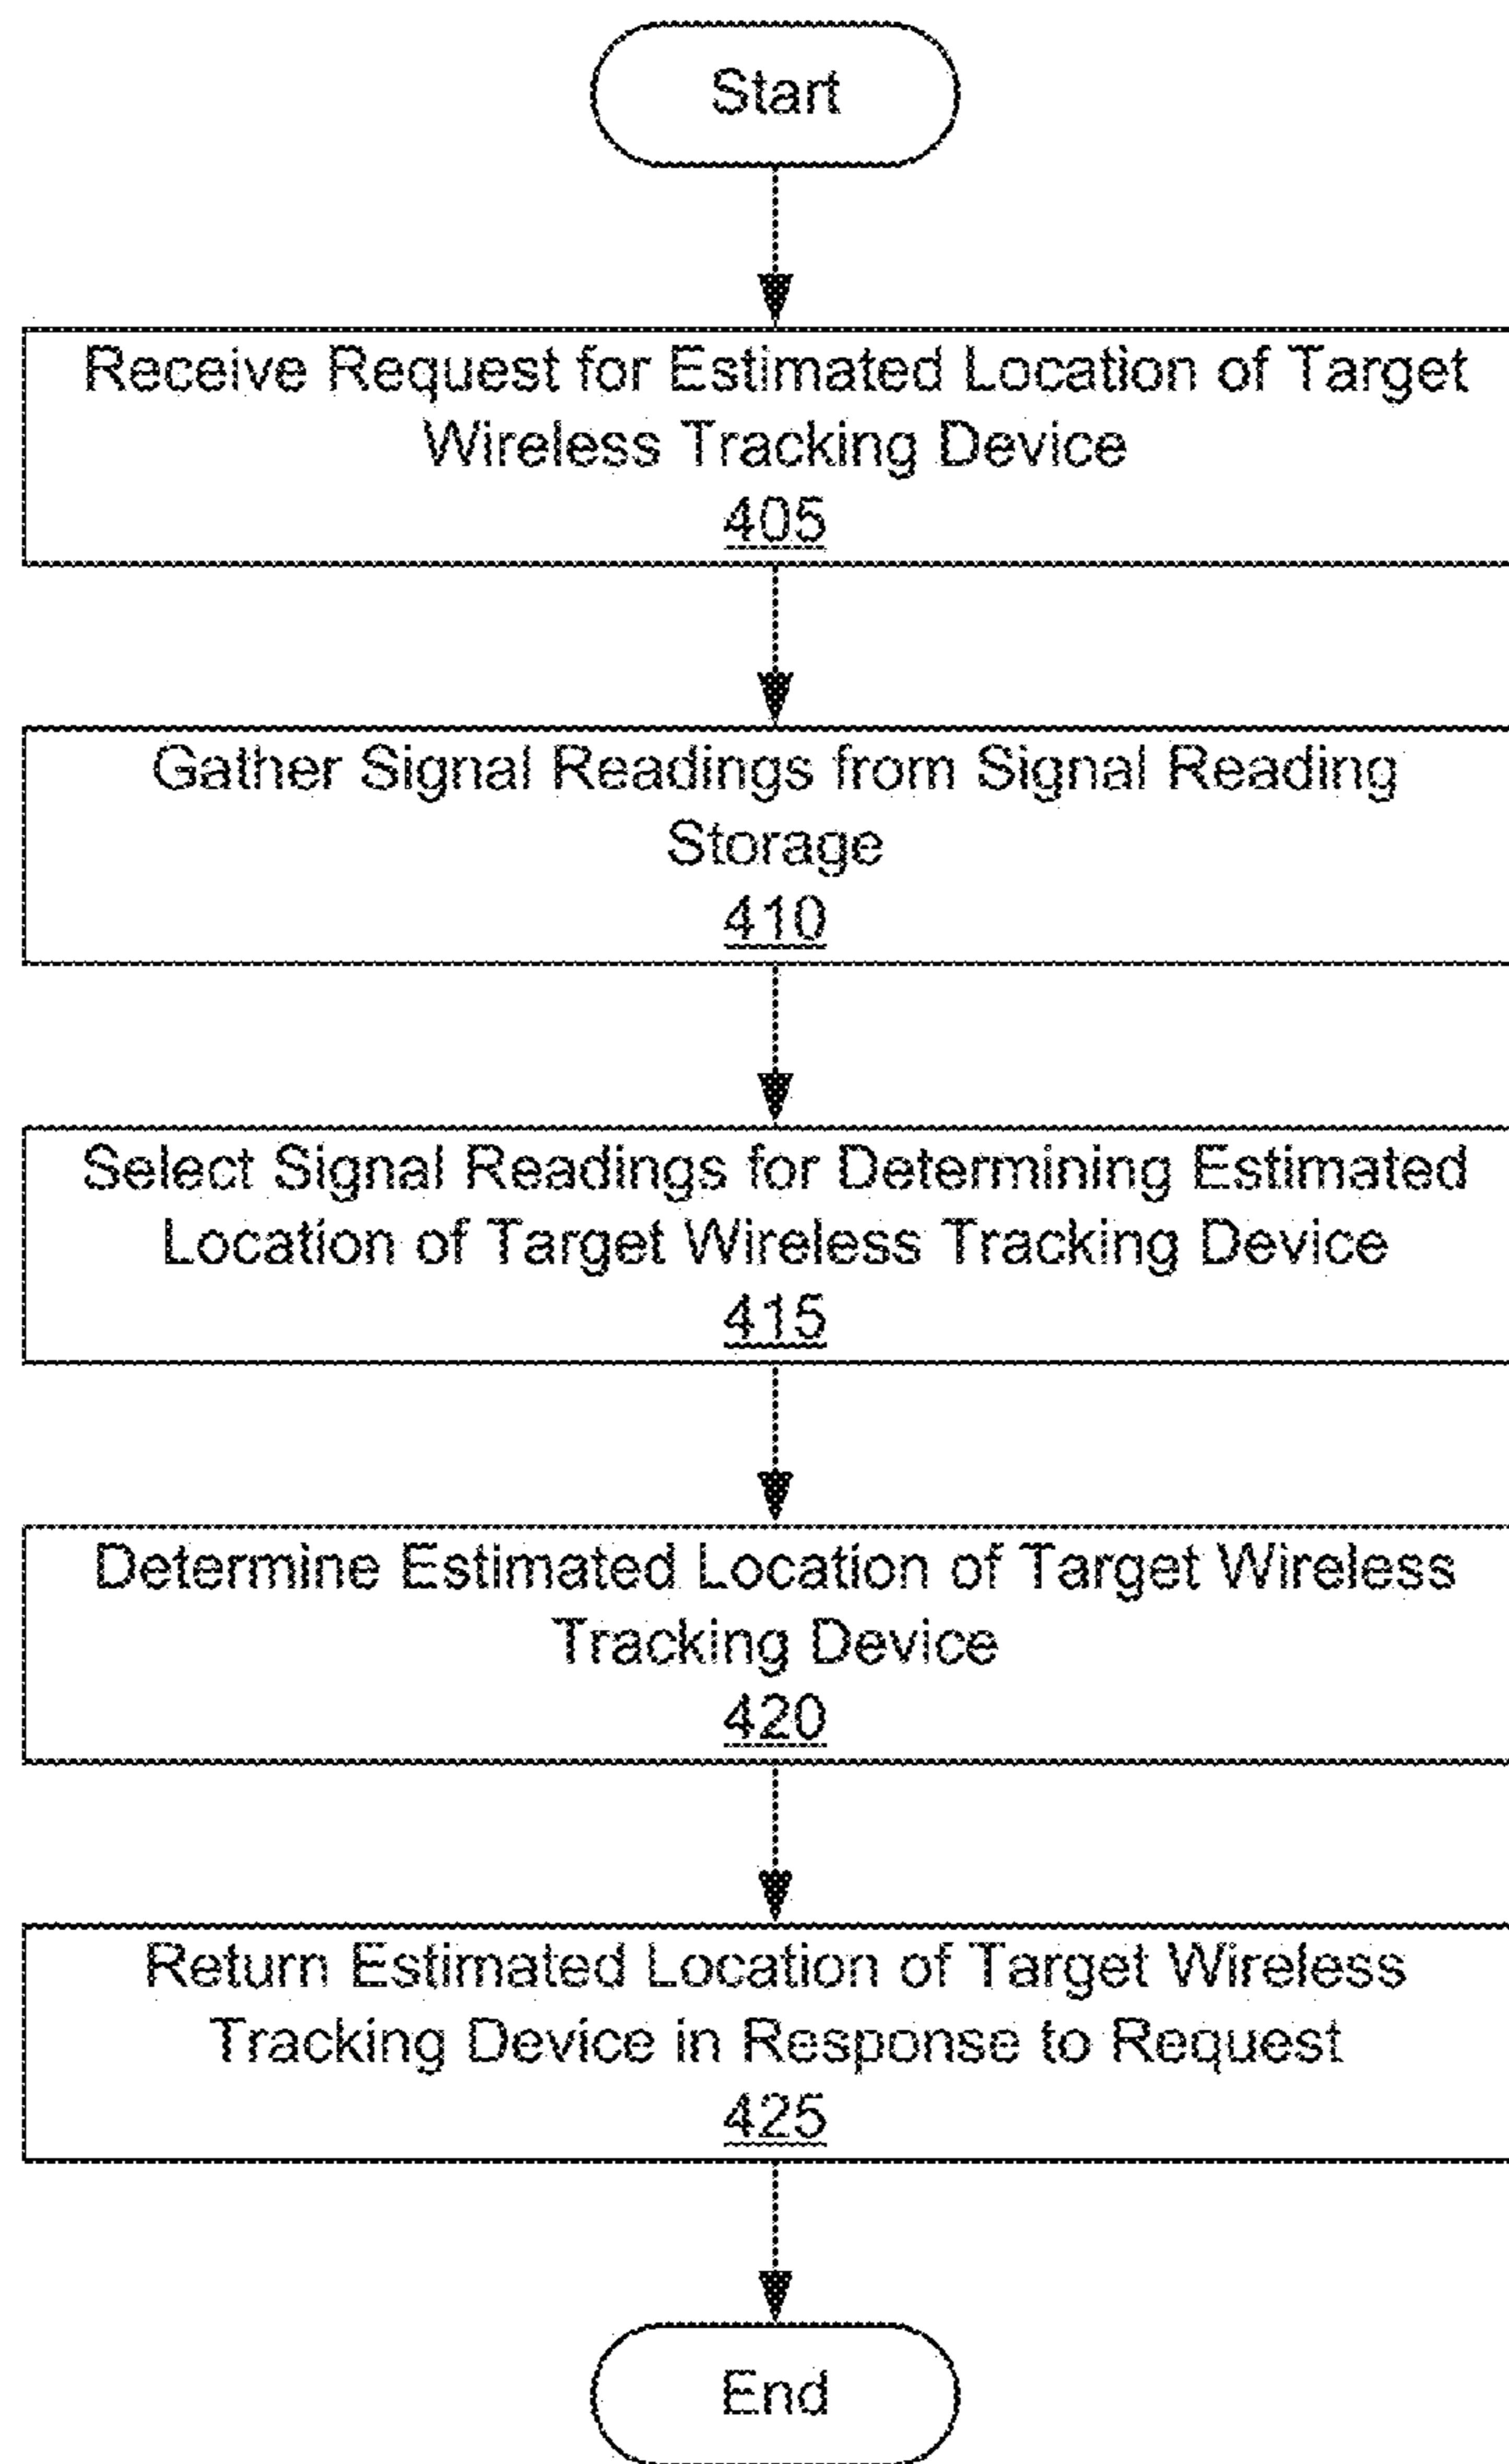 Start
Receive Request for Estimated Location of Target
Wireless Tracking Device
405
Gather Signal Readings from Signal Reading
Storage
410
Select Signal Readings for Determining Estimated
Location of Target Wireless Tracking Device
415
Determine Estimated Location of Target Wireless
Tracking Device
420
Return Estimated Location of Target Wireless
Tracking Device in Response to Request
425
End